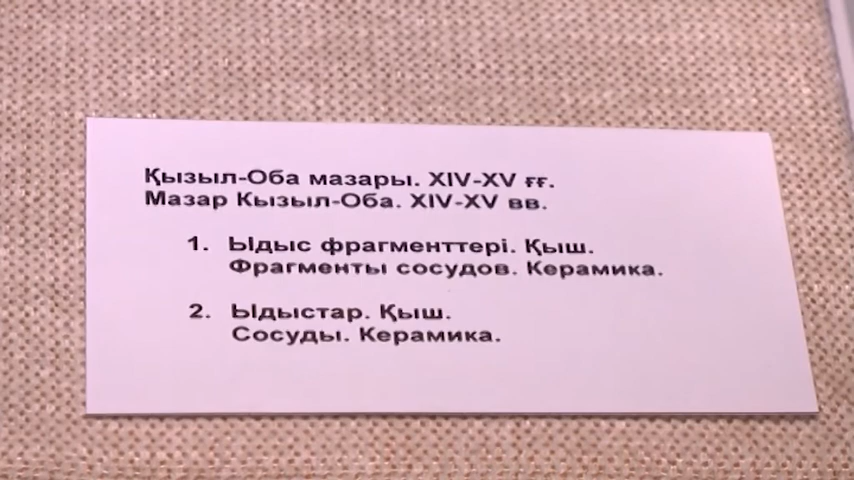 Қызыл-Оба мазары. XIV-XV ғғ.
Мазар Кызыл-Оба. XIV-XV вв.
1. Ыдыс фрагменттері. Қыш.
Фрагменты сосудов. Керамика.
2. Ыдыстар. Қыш.
Сосуды. Керамика.